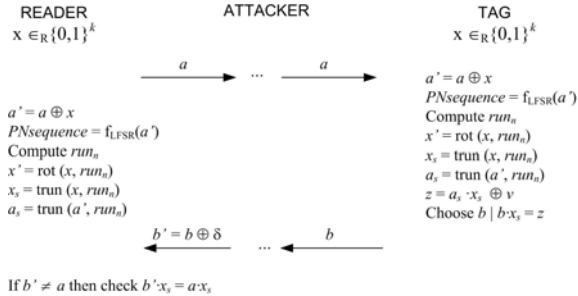 READER
ATTACKER
TAG
x ∈R{0,1}^k
x ∈R{0,1}^k
a
...
a
a' = a ⊕ x
PNsequence = fLFSR(a')
Compute runn
x' = rot (x, runn)
xs = trun (x, runn)
as = trun (a', runn)
z = as ·xs ⊕ v
Choose b | b·xs = z
a' = a ⊕ x
PNsequence = fLFSR(a')
Compute runn
x' = rot (x, runn)
xs = trun (x, runn)
as = trun (a', runn)
b' = b ⊕ δ
...
b
If b' ≠ a then check b'·xs = a·xs